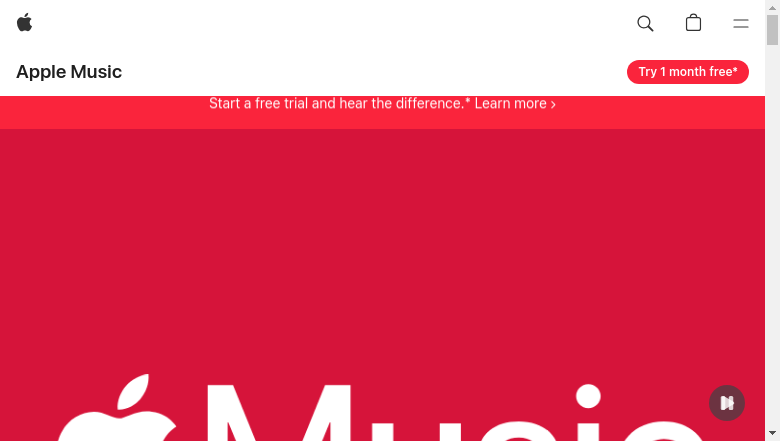 Apple Music
Try 1 month free*
Start a free trial and hear the difference.* Learn more >
Music